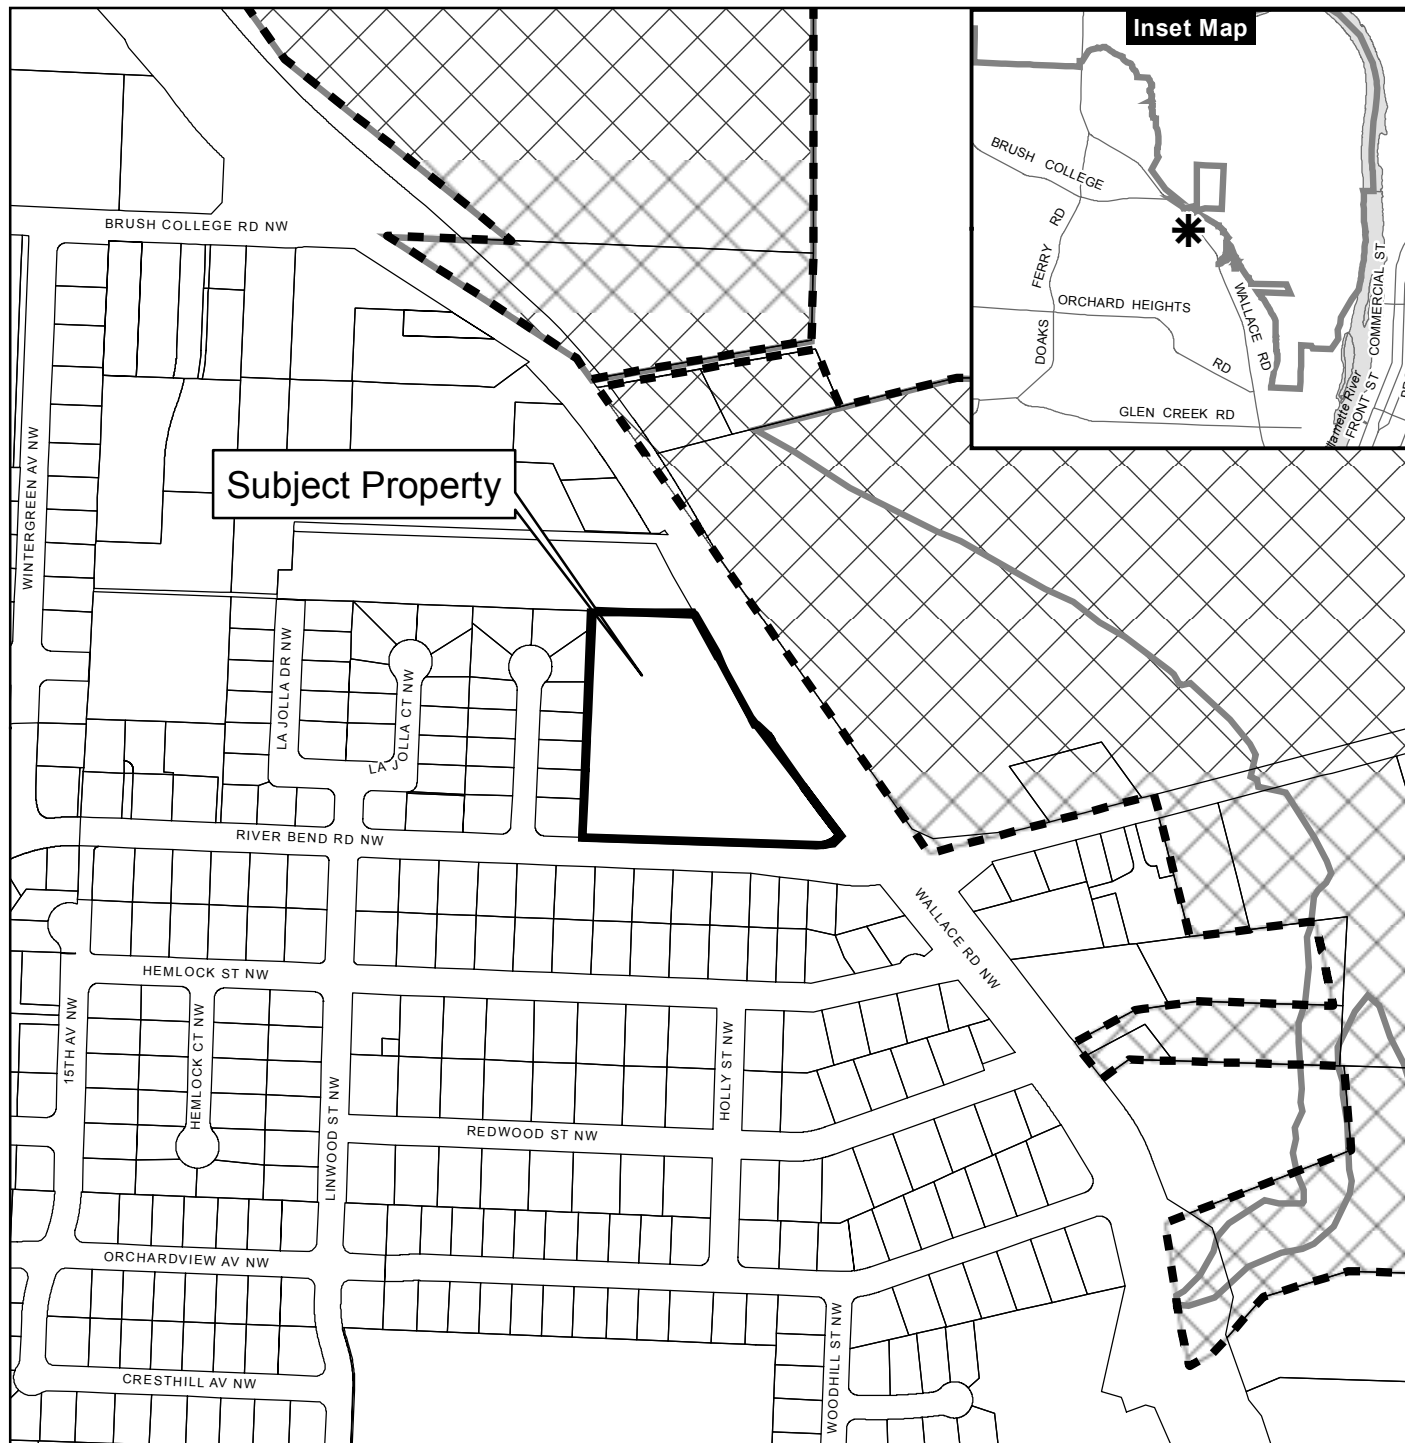 Inset Map
BRUSH COLLEGE
FERRY RD
DOAKS
ORCHARD HEIGHTS
RD
WALLACE RD
GLEN CREEK RD
FRONT ST
COMMERCIAL ST
River
BRUSH COLLEGE RD NW
WINTERGREEN AV NW
Subject Property
LA JOLLA DR NW
LA JOLLA CT NW
RIVER BEND RD NW
WALLACE RD NW
HEMLOCK ST NW
15TH AV NW
HEMLOCK CT NW
LINWOOD ST NW
HOLLY ST NW
REDWOOD ST NW
ORCHARDVIEW AV NW
WOODHILL ST NW
CRESTHILL AV NW